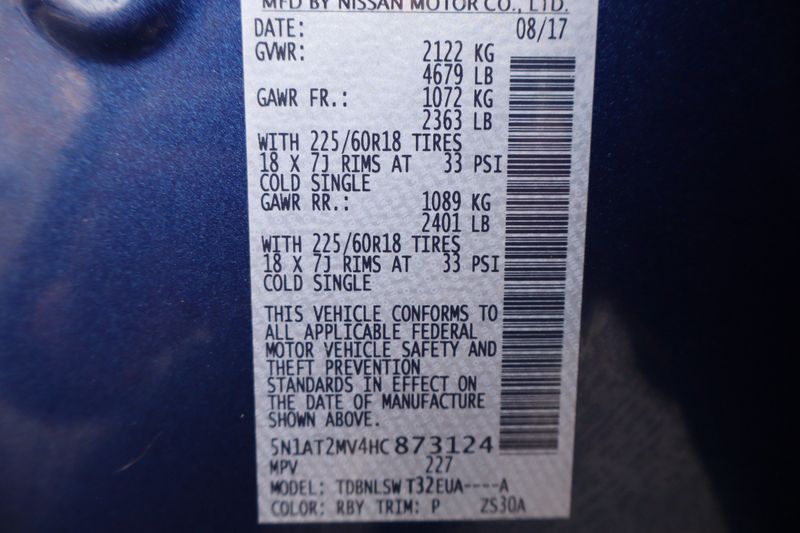 MFD BY NISSAN MOTOR CO., LTD.
DATE: 08/17
GVWR: 2122 KG
4679 LB
GAWR FR.: 1072 KG
2363 LB
WITH 225/60R18 TIRES
18 X 7J RIMS AT 33 PSI
COLD SINGLE
GAWR RR.: 1089 KG
2401 LB
WITH 225/60R18 TIRES
18 X 7J RIMS AT 33 PSI
COLD SINGLE
THIS VEHICLE CONFORMS TO
ALL APPLICABLE FEDERAL
MOTOR VEHICLE SAFETY AND
THEFT PREVENTION
STANDARDS IN EFFECT ON
THE DATE OF MANUFACTURE
SHOWN ABOVE.
5N1AT2MV4HC873124
MPV 227
MODEL: TDBNLSW T32EUA----A
COLOR: RBY TRIM: P ZS30A